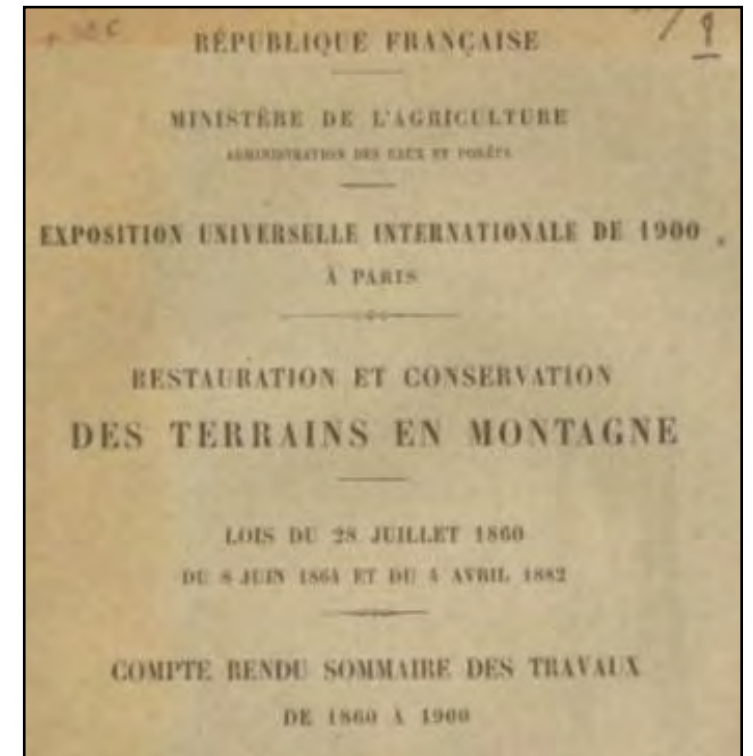 RÉPUBLIQUE FRANÇAISE
MINISTÈRE DE L'AGRICULTURE
ADMINISTRATION DES EAUX ET FORÊTS
EXPOSITION UNIVERSELLE INTERNATIONALE DE 1900
À PARIS
RESTAURATION ET CONSERVATION
DES TERRAINS EN MONTAGNE
LOIS DU 28 JUILLET 1860
DU 8 JUIN 1864 ET DU 4 AVRIL 1882
COMPTE RENDU SOMMAIRE DES TRAVAUX
DE 1860 À 1900